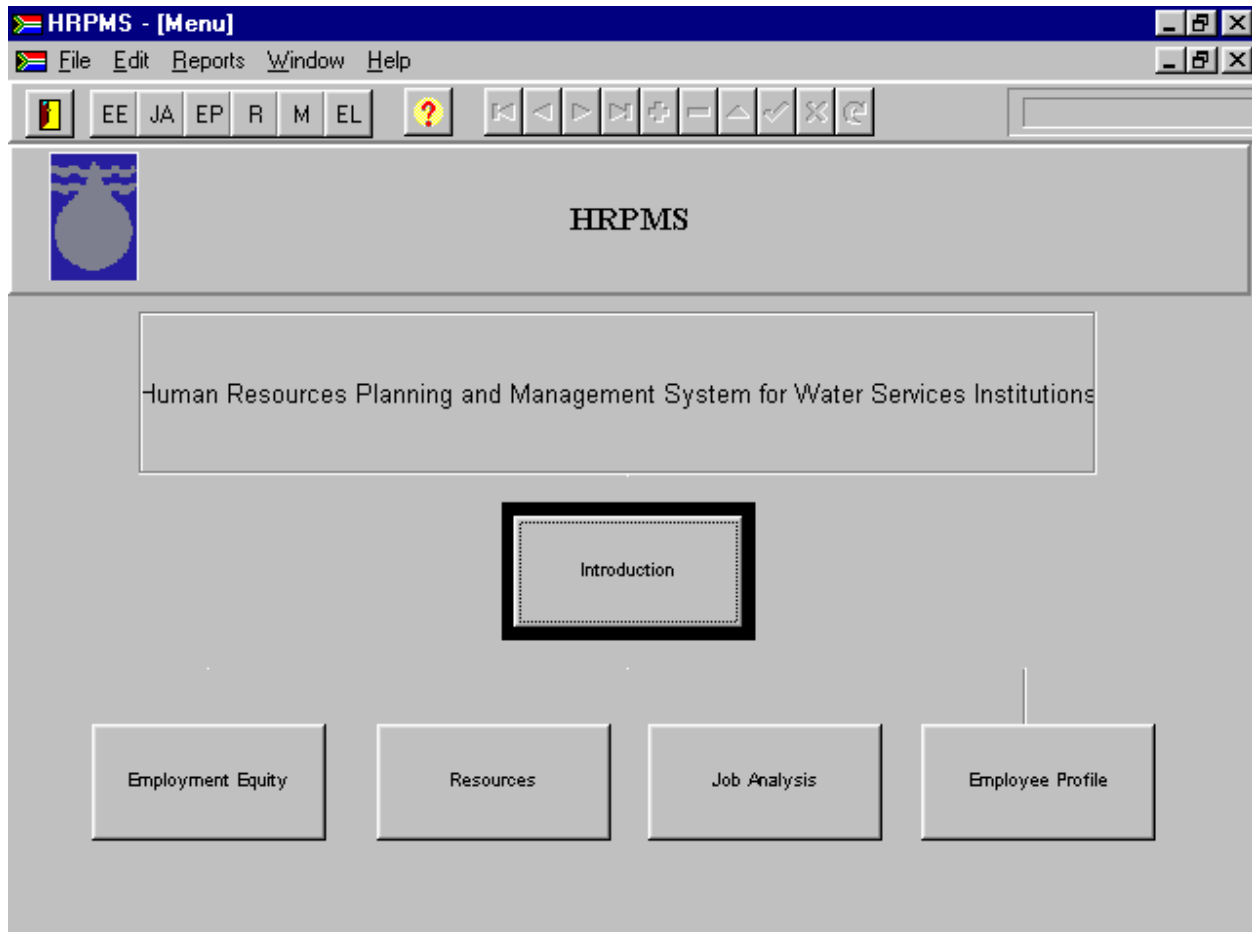 HRPMS - [Menu]
File Edit Reports Window Help
EE JA EP R M EL ?
HRPMS
Human Resources Planning and Management System for Water Services Institutions
Introduction
Employment Equity Resources Job Analysis Employee Profile